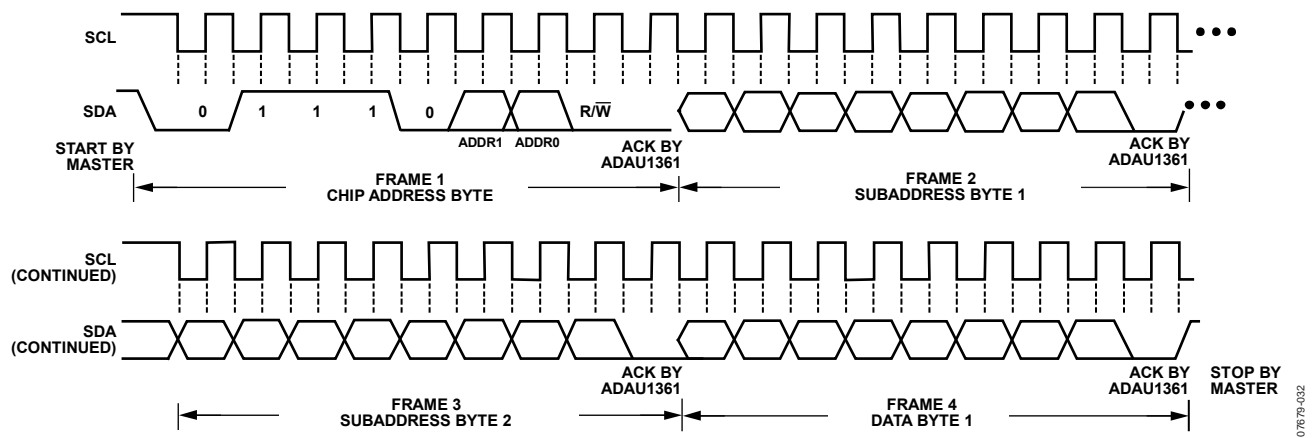 SCL
SDA
0 1 1 1 0 R/W̅
ADDR1 ADDR0
START BY
MASTER
ACK BY
ADAU1361
ACK BY
ADAU1361
FRAME 1
CHIP ADDRESS BYTE
FRAME 2
SUBADDRESS BYTE 1
SCL
(CONTINUED)
SDA
(CONTINUED)
ACK BY
ADAU1361
ACK BY
ADAU1361
STOP BY
MASTER
FRAME 3
SUBADDRESS BYTE 2
FRAME 4
DATA BYTE 1
07679-032